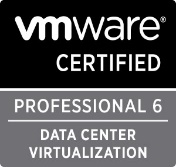 vmware®
CERTIFIED
PROFESSIONAL 6
DATA CENTER
VIRTUALIZATION